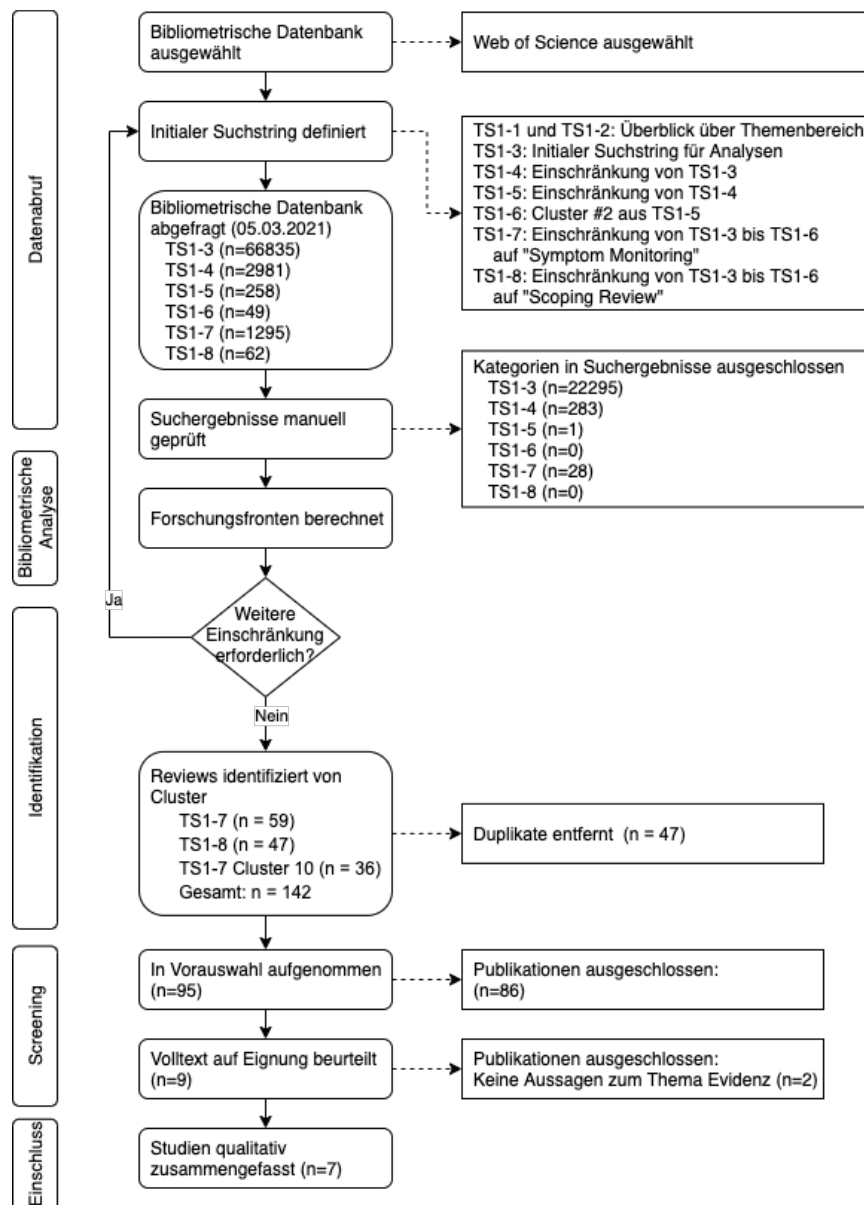 Datenabruf
Bibliometrische Datenbank
ausgewählt
Web of Science ausgewählt
Initialer Suchstring definiert
TS1-1 und TS1-2: Überblick über Themenbereich
TS1-3: Initialer Suchstring für Analysen
TS1-4: Einschränkung von TS1-3
TS1-5: Einschränkung von TS1-4
TS1-6: Cluster #2 aus TS1-5
TS1-7: Einschränkung von TS1-3 bis TS1-6
auf "Symptom Monitoring"
TS1-8: Einschränkung von TS1-3 bis TS1-6
auf "Scoping Review"
Bibliometrische Datenbank
abgefragt (05.03.2021)
TS1-3 (n=66835)
TS1-4 (n=2981)
TS1-5 (n=258)
TS1-6 (n=49)
TS1-7 (n=1295)
TS1-8 (n=62)
Suchergebnisse manuell
geprüft
Kategorien in Suchergebnisse ausgeschlossen
TS1-3 (n=22295)
TS1-4 (n=283)
TS1-5 (n=1)
TS1-6 (n=0)
TS1-7 (n=28)
TS1-8 (n=0)
Bibliometrische
Analyse
Forschungsfronten berechnet
Weitere
Einschränkung
erforderlich?
Ja
Nein
Identifikation
Reviews identifiziert von
Cluster
TS1-7 (n = 59)
TS1-8 (n = 47)
TS1-7 Cluster 10 (n = 36)
Gesamt: n = 142
Duplikate entfernt (n = 47)
Screening
In Vorauswahl aufgenommen
(n=95)
Publikationen ausgeschlossen:
(n=86)
Volltext auf Eignung beurteilt
(n=9)
Publikationen ausgeschlossen:
Keine Aussagen zum Thema Evidenz (n=2)
Einschluss
Studien qualitativ
zusammengefasst (n=7)